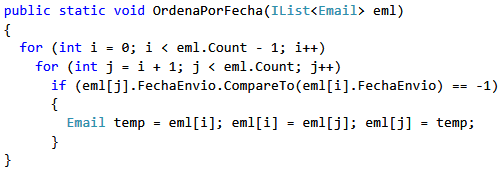 public static void OrdenaPorFecha(IList<Email> eml)
{
for (int i = 0; i < eml.Count - 1; i++)
for (int j = i + 1; j < eml.Count; j++)
if (eml[j].FechaEnvio.CompareTo(eml[i].FechaEnvio) == -1)
{
Email temp = eml[i]; eml[i] = eml[j]; eml[j] = temp;
}
}